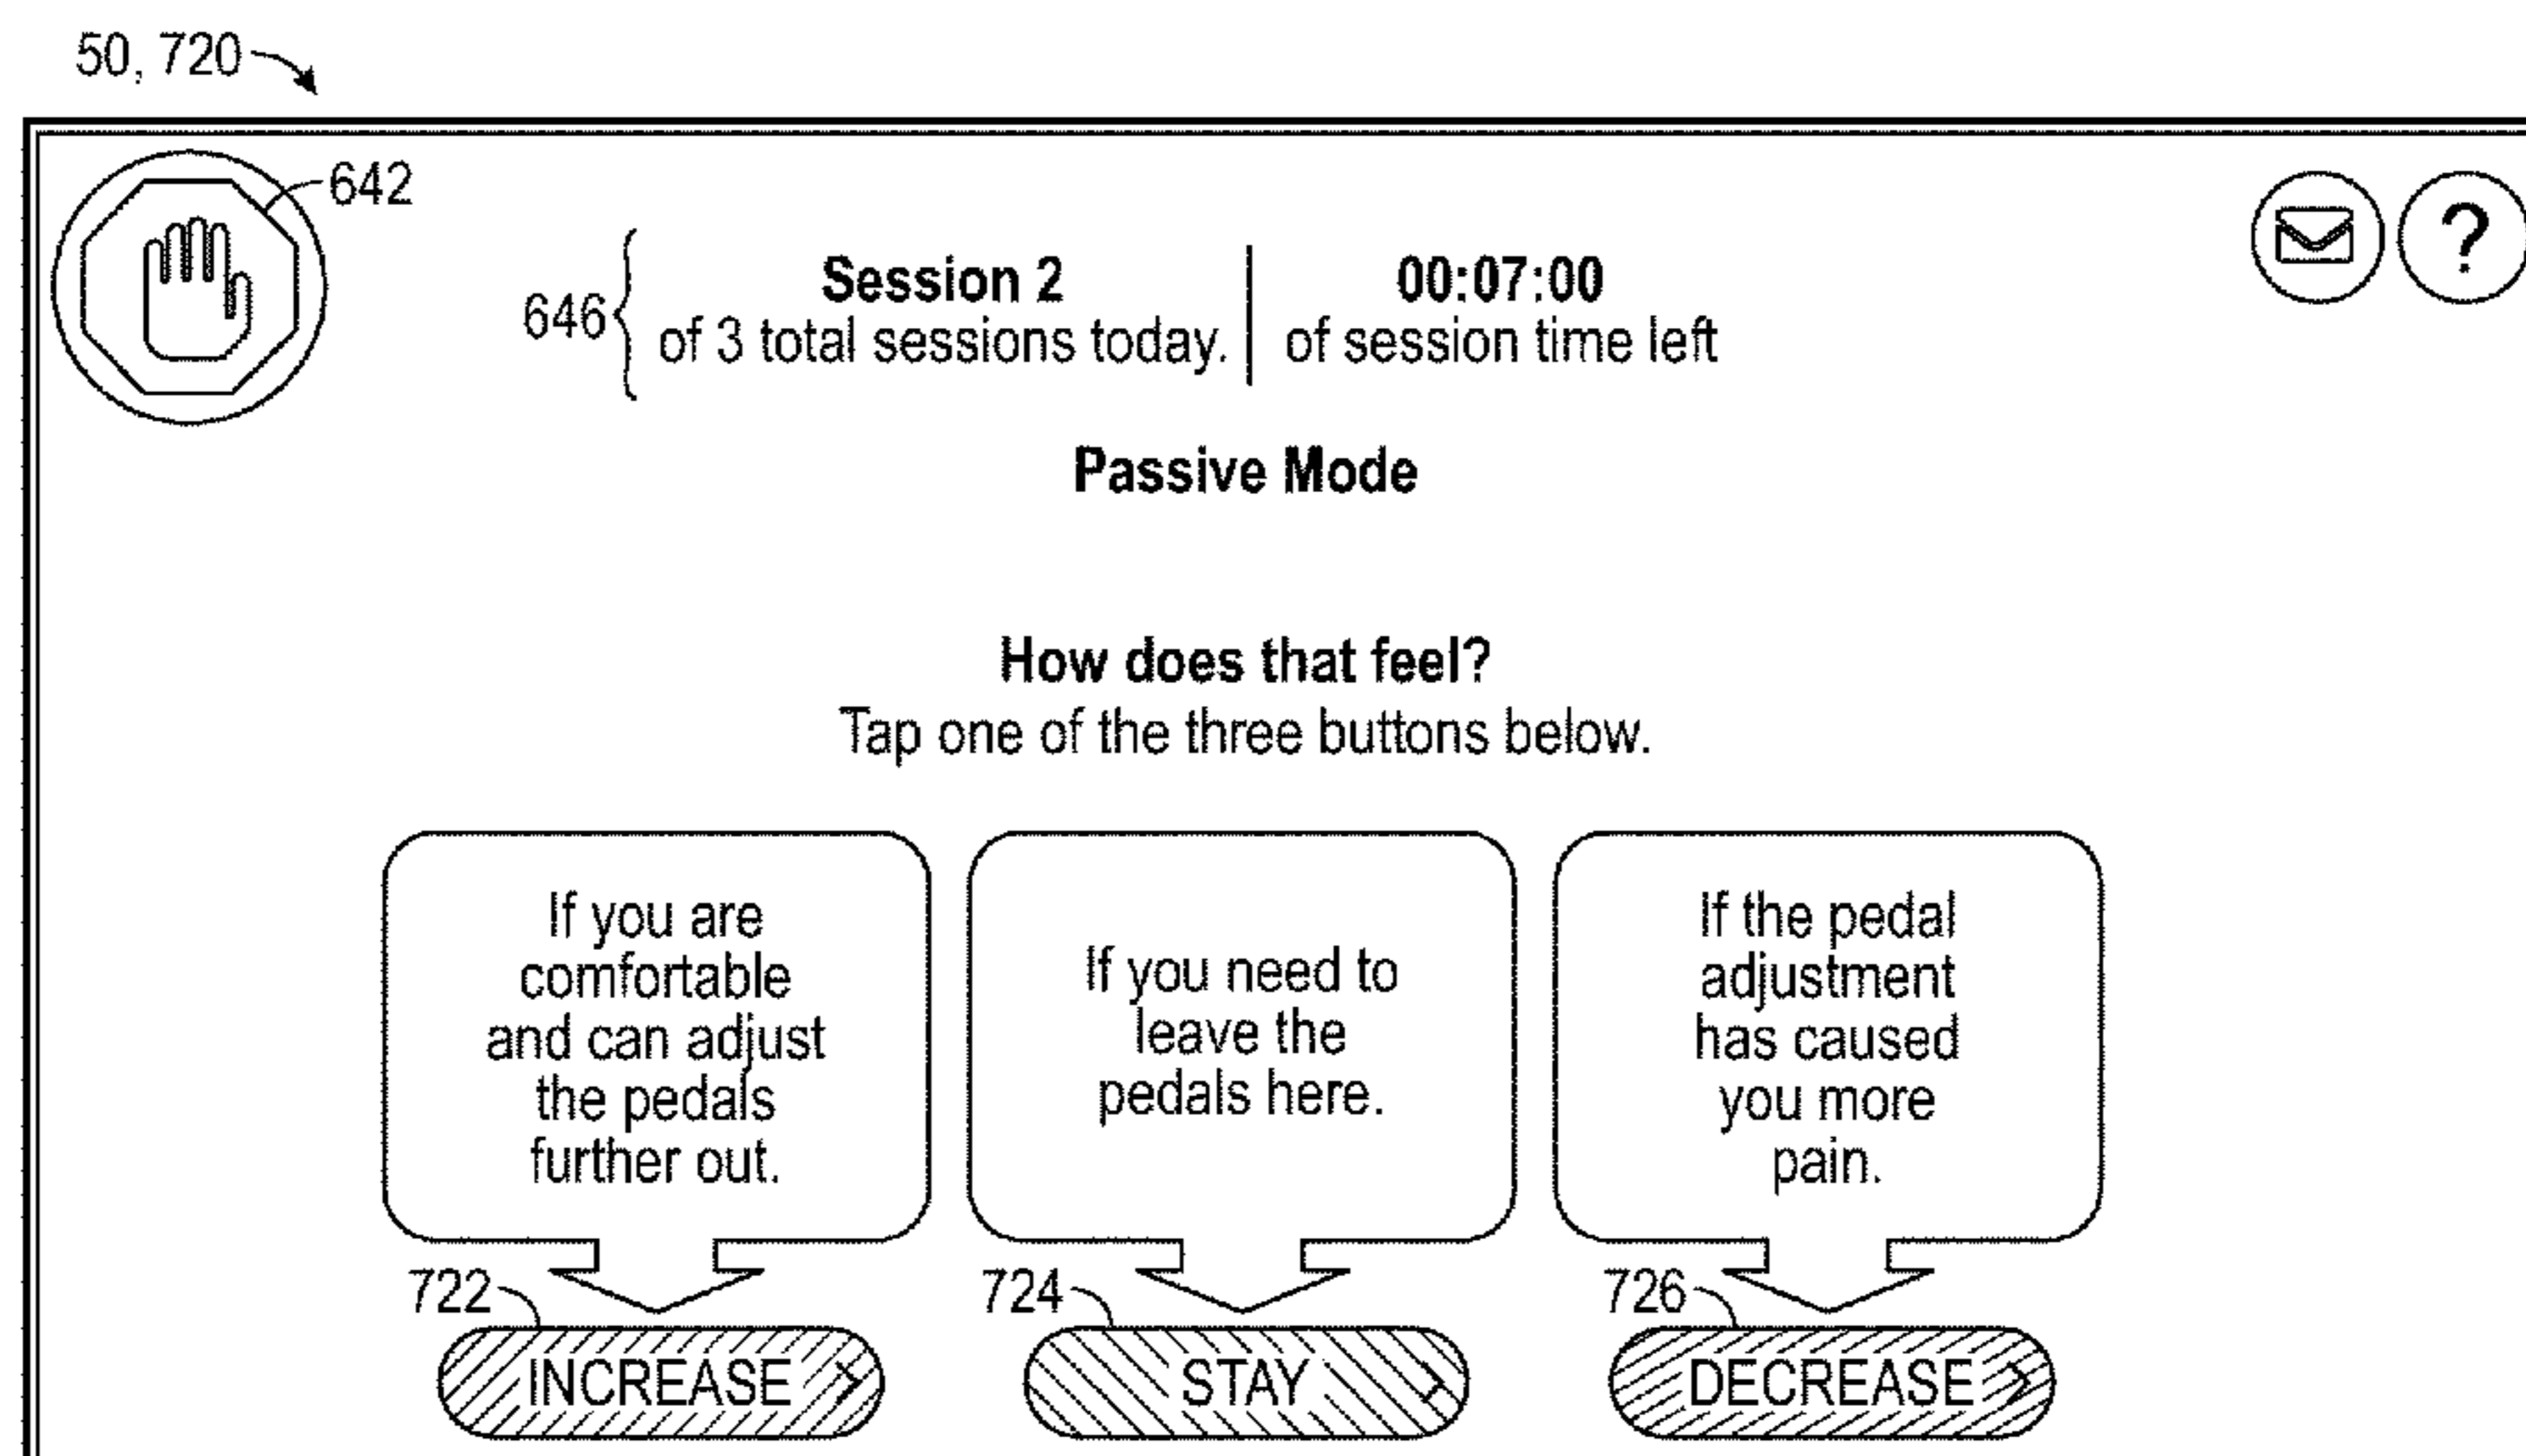 50, 720
642
646
Session 2
of 3 total sessions today.
00:07:00
of session time left
?
Passive Mode
How does that feel?
Tap one of the three buttons below.
If you are
comfortable
and can adjust
the pedals
further out.
If you need to
leave the
pedals here.
If the pedal
adjustment
has caused
you more
pain.
722
724
726
INCREASE
STAY
DECREASE